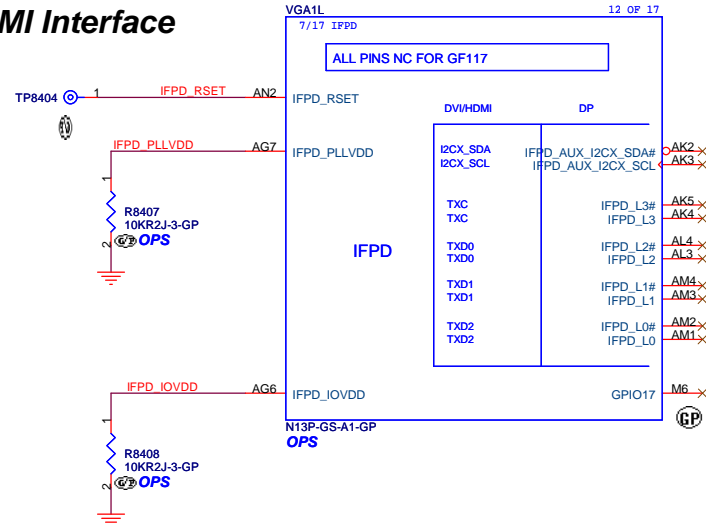 MI Interface
VGA1L 12 OF 17
7/17 IFPD
ALL PINS NC FOR GF117
TP8404 1 IFPD_RSET AN2 IFPD_RSET
DVI/HDMI DP
IFPD_PLLVDD AG7 IFPD_PLLVDD
I2CX_SDA IFPD_AUX_I2CX_SDA# AK2
I2CX_SCL IFPD_AUX_I2CX_SCL AK3
1
R8407
10KR2J-3-GP
2 G/P OPS
TXC IFPD_L3# AK5
TXC IFPD_L3 AK4
IFPD
TXD0 IFPD_L2# AL4
TXD0 IFPD_L2 AL3
TXD1 IFPD_L1# AM4
TXD1 IFPD_L1 AM3
TXD2 IFPD_L0# AM2
TXD2 IFPD_L0 AM1
IFPD_IOVDD AG6 IFPD_IOVDD GPIO17 M6
GP
N13P-GS-A1-GP
OPS
1
R8408
10KR2J-3-GP
2 G/P OPS